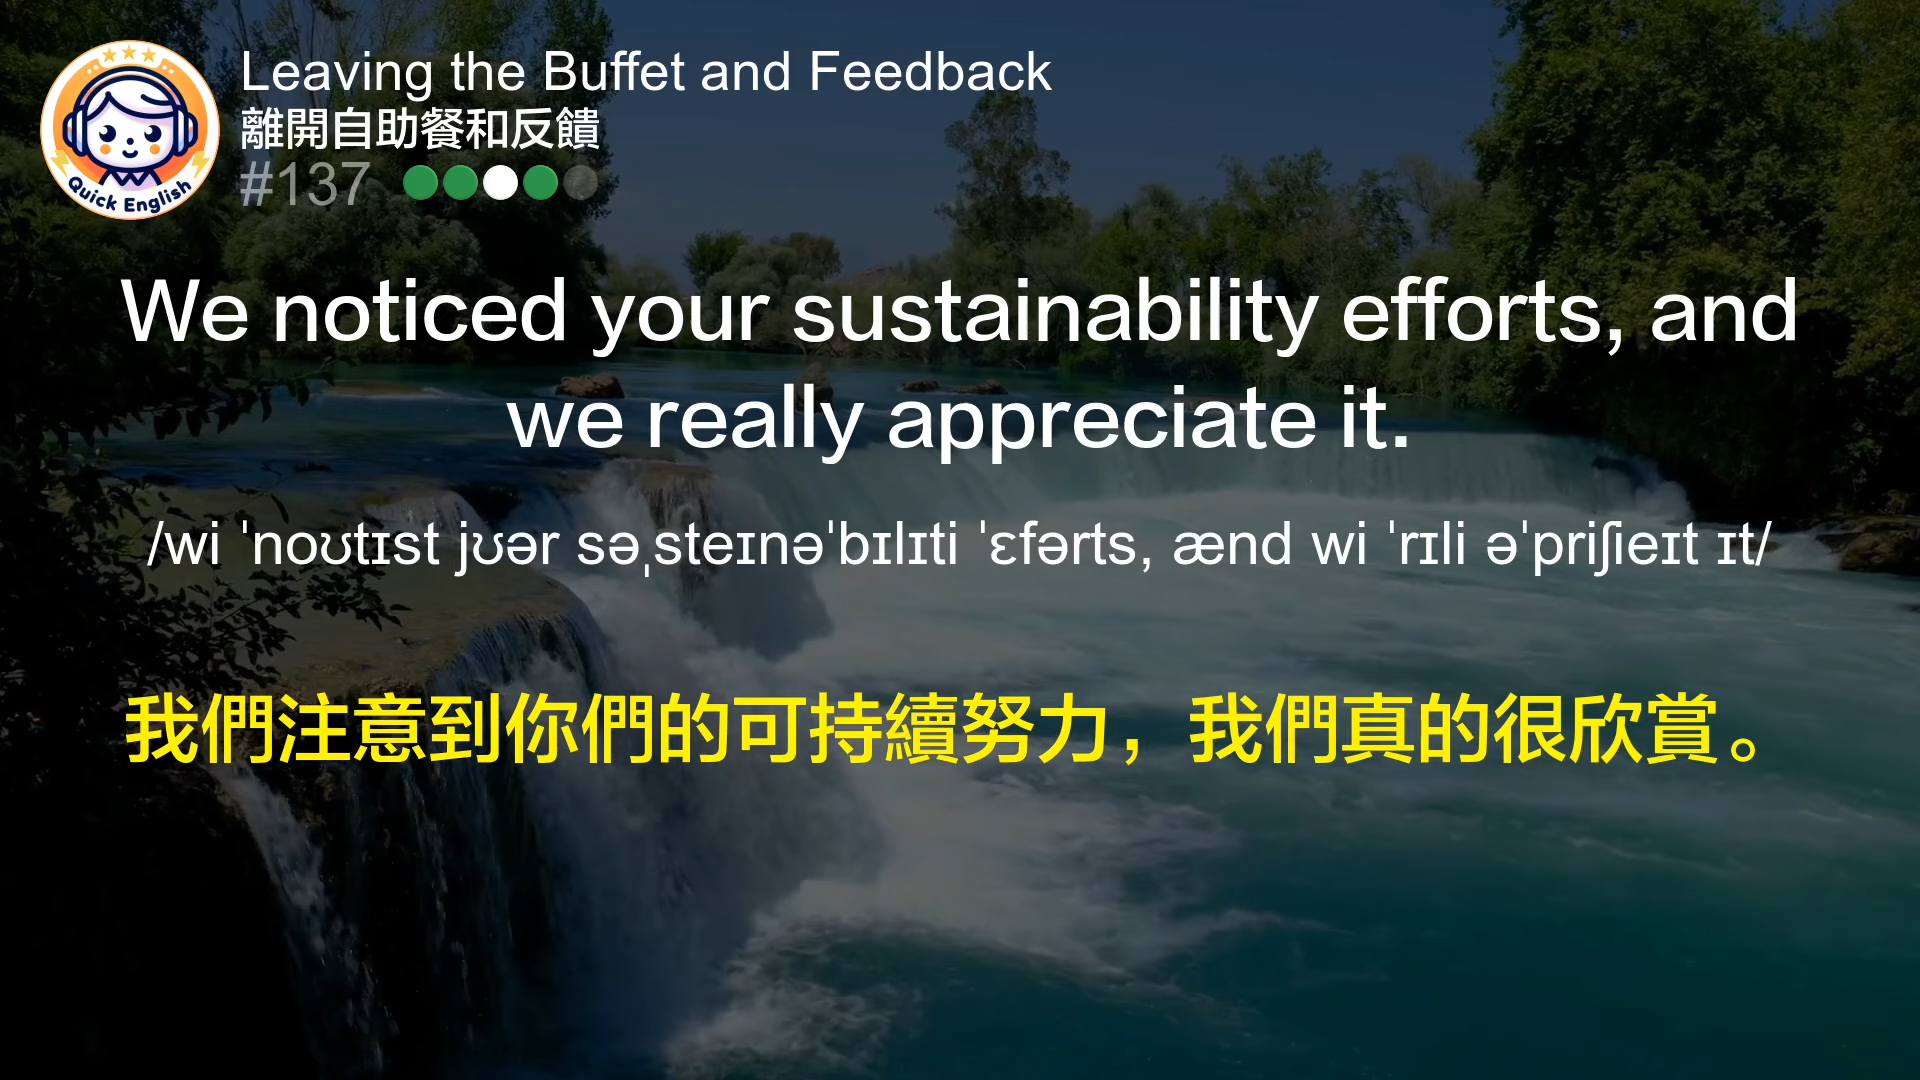 Quick English
Leaving the Buffet and Feedback
離開自助餐和反饋
#137
We noticed your sustainability efforts, and
we really appreciate it.
/wi ˈnoʊtɪst jʊər səˌsteɪnəˈbɪlɪti ˈɛfərts, ænd wi ˈrɪli əˈpriʃieɪt ɪt/
我們注意到你們的可持續努力，我們真的很欣賞。